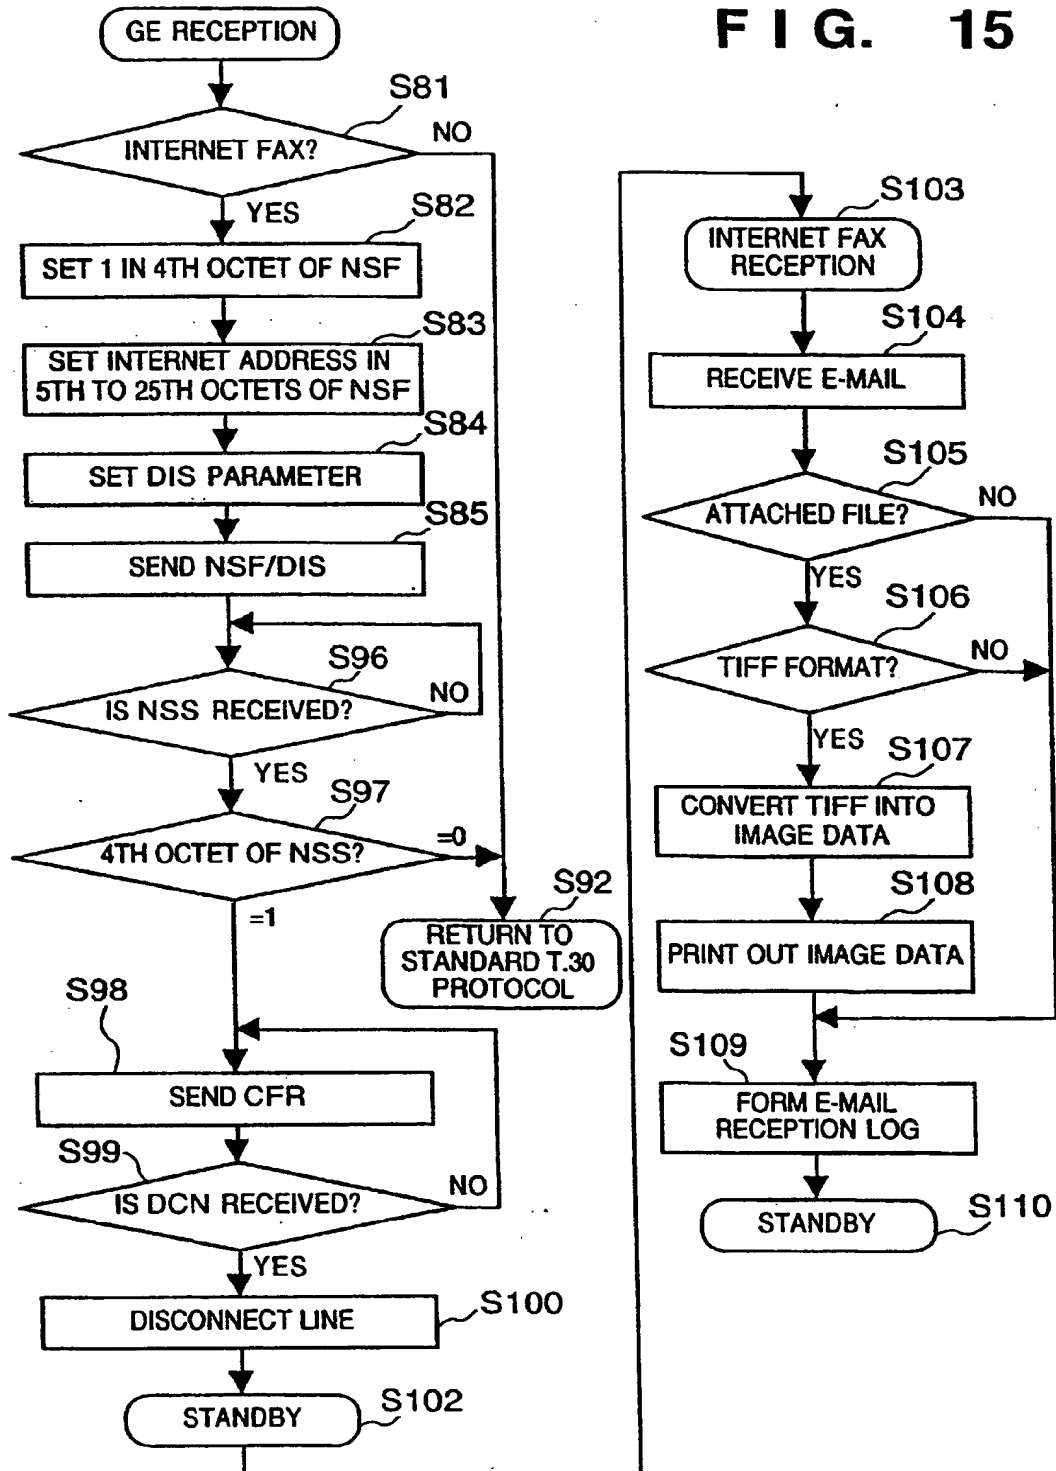 FIG. 15
GE RECEPTION
S81
INTERNET FAX?
NO
YES
S82
SET 1 IN 4TH OCTET OF NSF
S83
SET INTERNET ADDRESS IN
5TH TO 25TH OCTETS OF NSF
S84
SET DIS PARAMETER
S85
SEND NSF/DIS
S96
IS NSS RECEIVED?
NO
YES
S97
4TH OCTET OF NSS?
=0
=1
S92
RETURN TO
STANDARD T.30
PROTOCOL
S98
SEND CFR
S99
IS DCN RECEIVED?
NO
YES
DISCONNECT LINE
S100
STANDBY
S102
S103
INTERNET FAX
RECEPTION
S104
RECEIVE E-MAIL
S105
ATTACHED FILE?
NO
YES
S106
TIFF FORMAT?
NO
YES
S107
CONVERT TIFF INTO
IMAGE DATA
S108
PRINT OUT IMAGE DATA
S109
FORM E-MAIL
RECEPTION LOG
STANDBY
S110